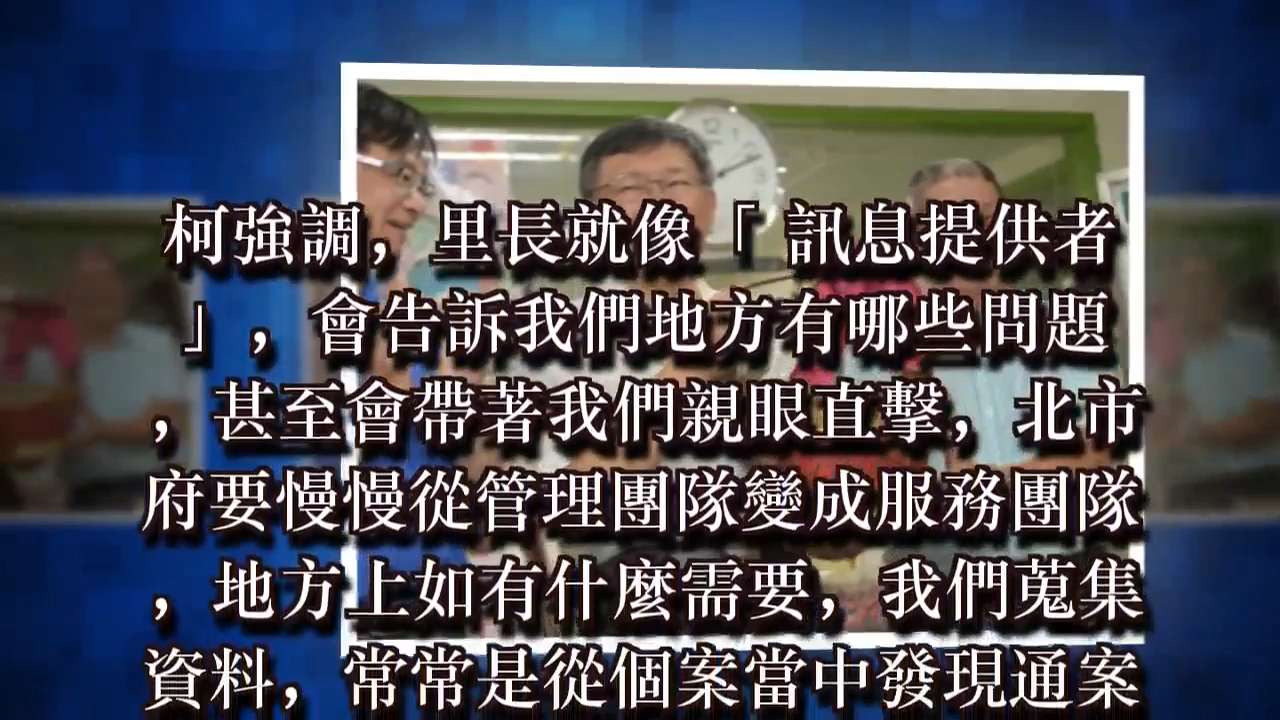 柯強調，里長就像「 訊息提供者
」，會告訴我們地方有哪些問題
，甚至會帶著我們親眼直擊，北市
府要慢慢從管理團隊變成服務團隊
，地方上如有什麼需要，我們蒐集
資料，常常是從個案當中發現通案
12
1
2
3